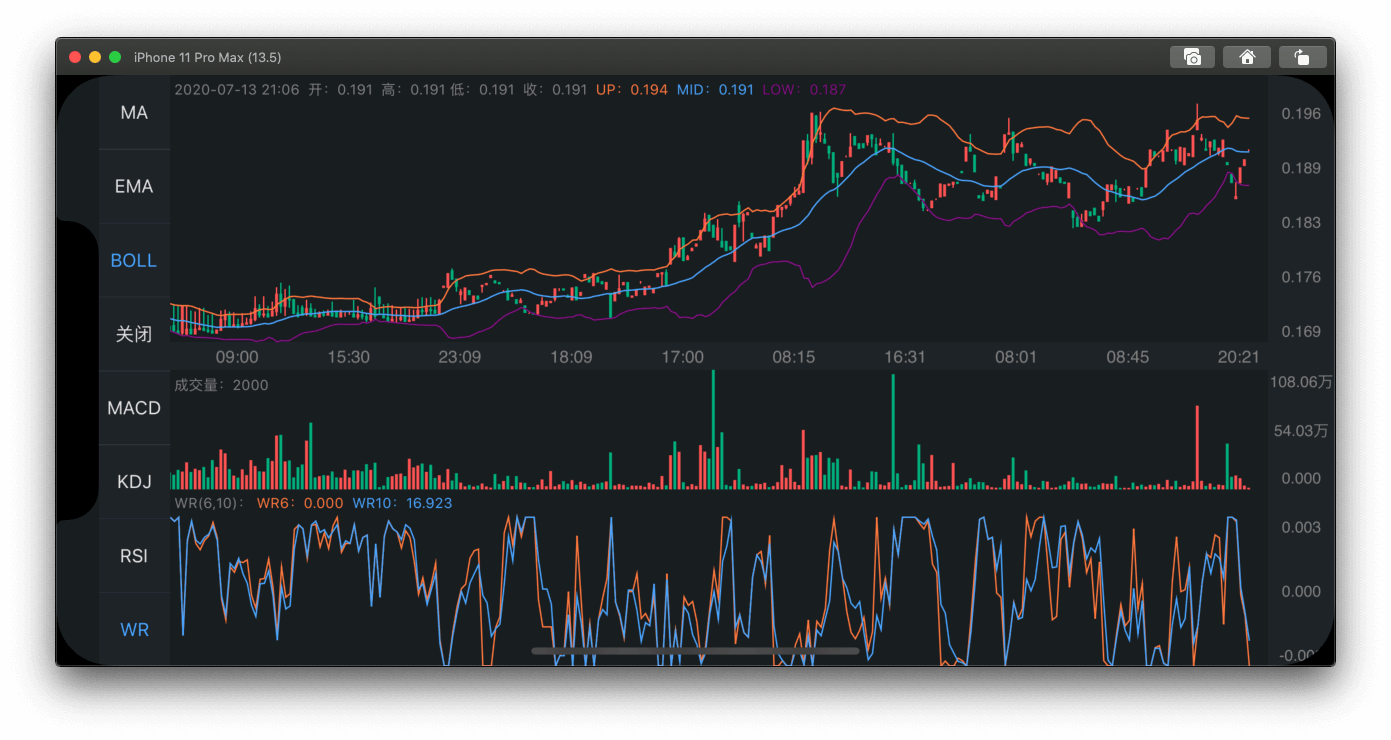 iPhone 11 Pro Max (13.5)
MA
EMA
BOLL
关闭
MACD
KDJ
RSI
WR
2020-07-13 21:06 开: 0.191 高: 0.191 低: 0.191 收: 0.191 UP: 0.194 MID: 0.191 LOW: 0.187
0.196
0.189
0.183
0.176
0.169
09:00 15:30 23:09 18:09 17:00 08:15 16:31 08:01 08:45 20:21
成交量: 2000
108.06万
54.03万
0.000
WR(6,10): WR6: 0.000 WR10: 16.923
0.003
0.000